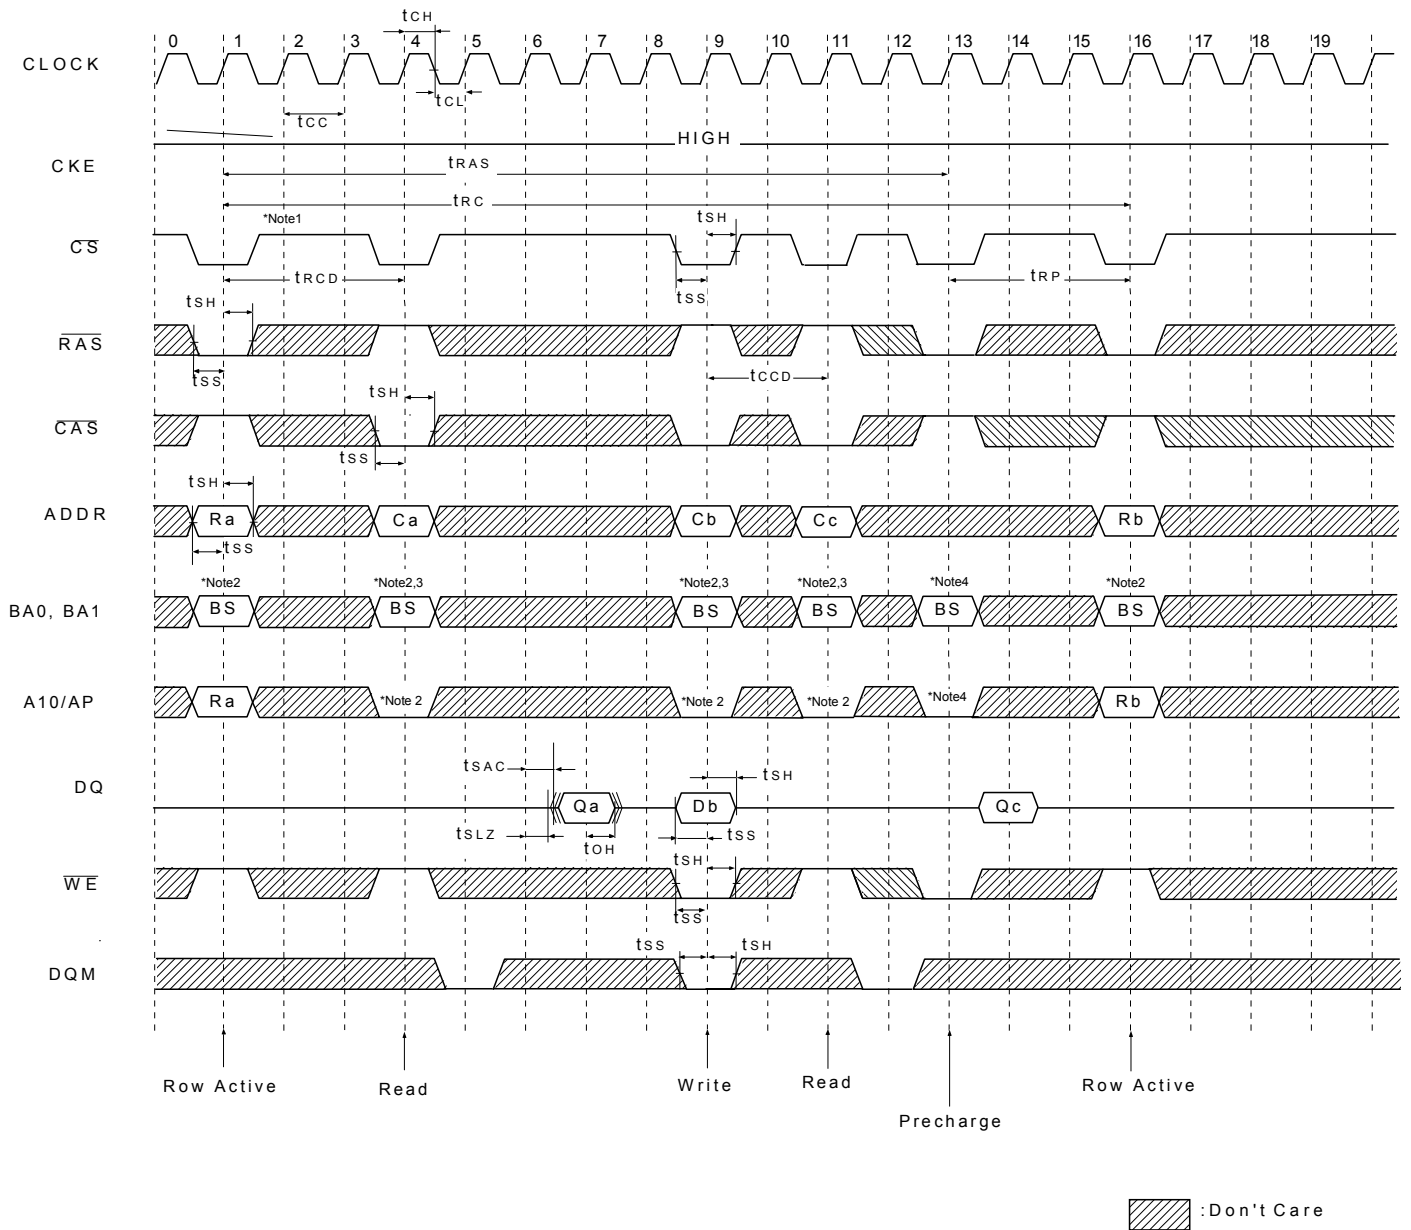 tCH
0 1 2 3 4 5 6 7 8 9 10 11 12 13 14 15 16 17 18 19
CLOCK
tCL
tCC
HIGH
CKE
tRAS
tRC
*Note1
tSH
CS
tRCD
tSS
tRP
tSH
RAS
tSS
tCCD
tSH
CAS
tSS
tSH
ADDR
Ra Ca Cb Cc Rb
tSS
*Note2 *Note2,3 *Note2,3 *Note2,3 *Note4 *Note2
BA0, BA1
BS BS BS BS BS BS
A10/AP
Ra *Note 2 *Note 2 *Note 2 *Note4 Rb
tSAC
tSH
DQ
Qa Db Qc
tSLZ
tOH
tSS
tSH
WE
tSS
tSS
tSH
DQM
Row Active Read Write Read Row Active
Precharge
:Don't Care